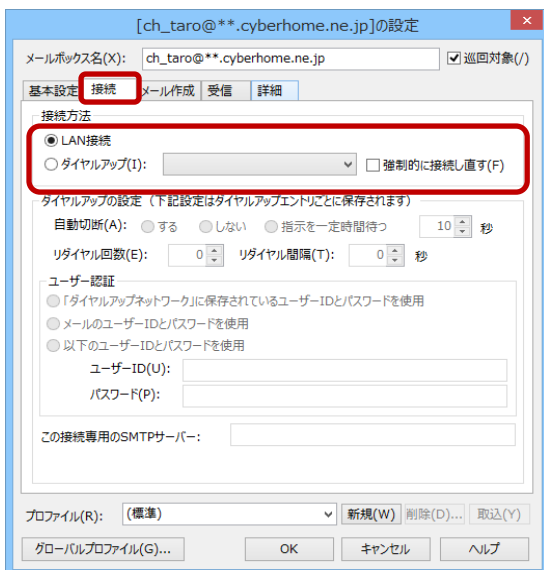 [ch_taro@**.cyberhome.ne.jp]の設定
メールボックス名(X): ch_taro@**.cyberhome.ne.jp 巡回対象(/)
基本設定 接続 メール作成 受信 詳細
接続方法
LAN接続
ダイヤルアップ(I): 強制的に接続し直す(F)
ダイヤルアップの設定（下記設定はダイヤルアップエントリごとに保存されます）
自動切断(A): する しない 指示を一定時間待つ 10 秒
リダイヤル回数(E): 0 リダイヤル間隔(T): 0 秒
ユーザー認証
「ダイヤルアップネットワーク」に保存されているユーザーIDとパスワードを使用
メールのユーザーIDとパスワードを使用
以下のユーザーIDとパスワードを使用
ユーザーID(U):
パスワード(P):
この接続専用のSMTPサーバー:
プロファイル(R): (標準) 新規(W) 削除(D)... 取込(Y)
グローバルプロファイル(G)... OK キャンセル ヘルプ